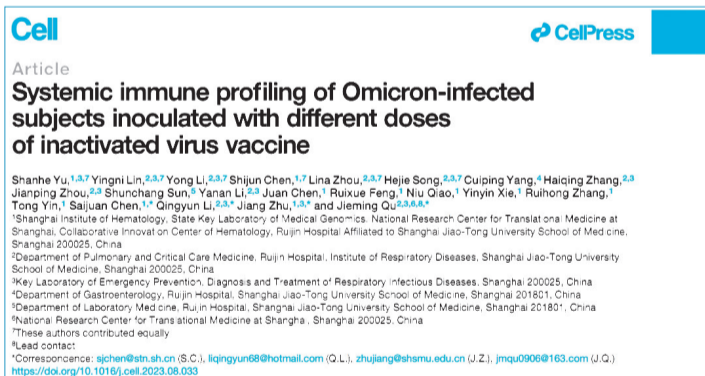 Cell
CellPress
Article
Systemic immune profiling of Omicron-infected
subjects inoculated with different doses
of inactivated virus vaccine
Shanhe Yu,1,3,7 Yingni Lin,2,3,7 Yong Li,2,3,7 Shijun Chen,1,7 Lina Zhou,2,3,7 Hejie Song,2,3,7 Cuiping Yang,4 Haiqing Zhang,2,3
Jianping Zhou,2,3 Shunchang Sun,5 Yanan Li,2,3 Juan Chen,1 Ruixue Feng,1 Niu Qiao,1 Yinyin Xie,1 Ruihong Zhang,1
Tong Yin,1 Saijuan Chen,1,* Qingyun Li,2,3,* Jiang Zhu,1,3,* and Jieming Qu2,3,6,8,*
1Shanghai Institute of Hematology, State Key Laboratory of Medical Genomics, National Research Center for Translational Medicine at
Shanghai, Collaborative Innovation Center of Hematology, Ruijin Hospital Affiliated to Shanghai Jiao-Tong University School of Medicine,
Shanghai 200025, China
2Department of Pulmonary and Critical Care Medicine, Ruijin Hospital, Institute of Respiratory Diseases, Shanghai Jiao-Tong University
School of Medicine, Shanghai 200025, China
3Key Laboratory of Emergency Prevention, Diagnosis and Treatment of Respiratory Infectious Diseases, Shanghai 200025, China
4Department of Gastroenterology, Ruijin Hospital, Shanghai Jiao-Tong University School of Medicine, Shanghai 201801, China
5Department of Laboratory Medicine, Ruijin Hospital, Shanghai Jiao-Tong University School of Medicine, Shanghai 201801, China
6National Research Center for Translational Medicine at Shanghai, Shanghai 200025, China
7These authors contributed equally
8Lead contact
*Correspondence: sjchen@stn.sh.cn (S.C.), liqingyun68@hotmail.com (Q.L.), zhujiang@shsmu.edu.cn (J.Z.), jmqu0906@163.com (J.Q.)
https://doi.org/10.1016/j.cell.2023.08.033